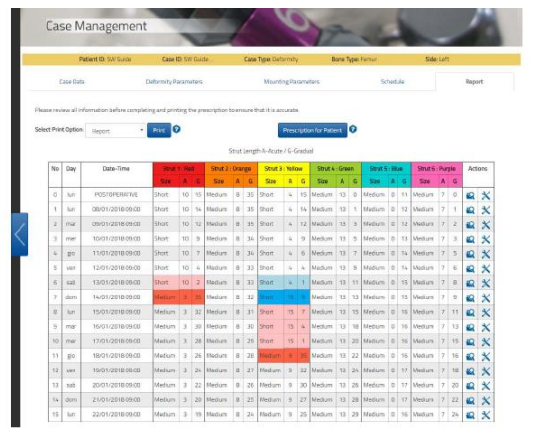 Case Management
Patient ID: SW Guide Case ID: SW Guide... Case Type: Deformity Bone Type: Femur Side: Left
Case Data Deformity Parameters Mounting Parameters Schedule Report
Please review all information before completing and printing the prescription to ensure that it is accurate.
Select Print Option: Report Print ? Prescription for Patient ?
Strut Length A-Acute / G-Gradual
No Day Date-Time Strut 1 : Red Strut 2 : Orange Strut 3 : Yellow Strut 4 : Green Strut 5 : Blue Strut 6 : Purple Actions
Size A G Size A G Size A G Size A G Size A G Size A G
0 lun POSTOPERATIVE Short 10 15 Medium 8 35 Short 4 15 Medium 13 0 Medium 0 11 Medium 7 0
1 lun 08/01/2018 09:00 Short 10 14 Medium 8 35 Short 4 14 Medium 13 1 Medium 0 12 Medium 7 1
2 mar 09/01/2018 09:00 Short 10 12 Medium 8 35 Short 4 12 Medium 13 3 Medium 0 12 Medium 7 2
3 mer 10/01/2018 09:00 Short 10 9 Medium 8 34 Short 4 9 Medium 13 5 Medium 0 13 Medium 7 3
4 gio 11/01/2018 09:00 Short 10 7 Medium 8 34 Short 4 6 Medium 13 7 Medium 0 14 Medium 7 5
5 ven 12/01/2018 09:00 Short 10 4 Medium 8 33 Short 4 4 Medium 13 9 Medium 0 14 Medium 7 6
6 sab 13/01/2018 09:00 Short 10 2 Medium 8 33 Short 4 1 Medium 13 11 Medium 0 15 Medium 7 8
7 dom 14/01/2018 09:00 Medium 3 Medium 8 32 Short 15 Medium 13 13 Medium 0 15 Medium 7 9
8 lun 15/01/2018 09:00 Medium 3 32 Medium 8 31 Short 15 7 Medium 13 15 Medium 0 16 Medium 7 11
9 mar 16/01/2018 09:00 Medium 3 30 Medium 8 30 Short 15 4 Medium 13 18 Medium 0 16 Medium 7 13
10 mar 17/01/2018 09:00 Medium 3 28 Medium 8 29 Short 15 1 Medium 13 20 Medium 0 16 Medium 7 15
11 gio 18/01/2018 09:00 Medium 3 26 Medium 8 28 Medium 9 Medium 13 22 Medium 0 16 Medium 7 16
12 ven 19/01/2018 09:00 Medium 3 24 Medium 8 27 Medium 9 32 Medium 13 24 Medium 0 17 Medium 7 18
13 sab 20/01/2018 09:00 Medium 3 22 Medium 8 26 Medium 9 30 Medium 13 26 Medium 0 17 Medium 7 20
14 dom 21/01/2018 09:00 Medium 3 20 Medium 8 25 Medium 9 27 Medium 13 28 Medium 0 17 Medium 7 22
15 lun 22/01/2018 09:00 Medium 3 19 Medium 8 24 Medium 9 25 Medium 13 29 Medium 0 16 Medium 7 24